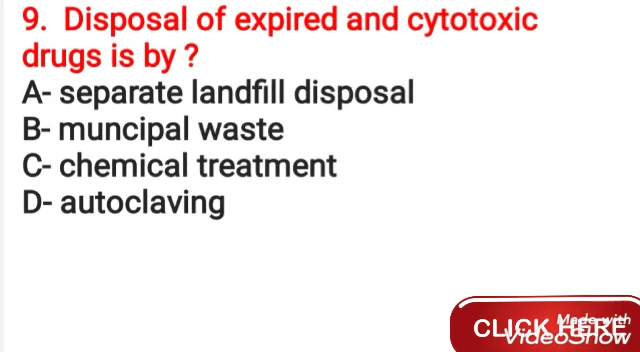 9. Disposal of expired and cytotoxic
drugs is by ?
A- separate landfill disposal
B- muncipal waste
C- chemical treatment
D- autoclaving
Made with
CLICK HERE
VideoShow